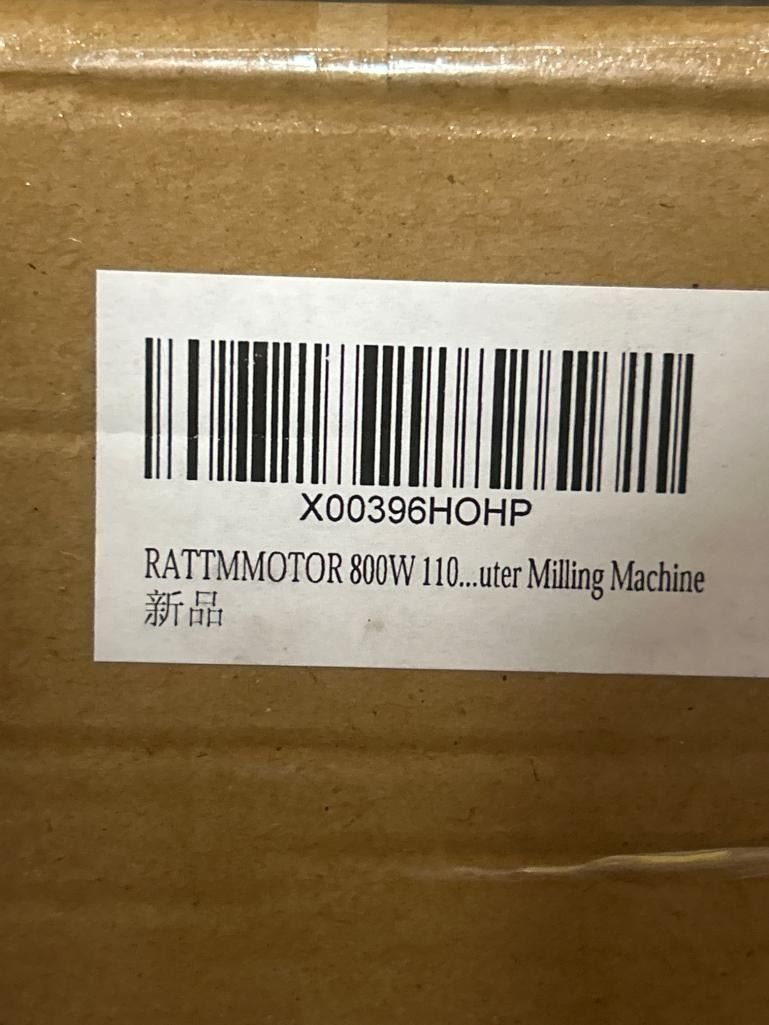 X00396HOHP
RATTMMOTOR 800W 110...uter Milling Machine
新品